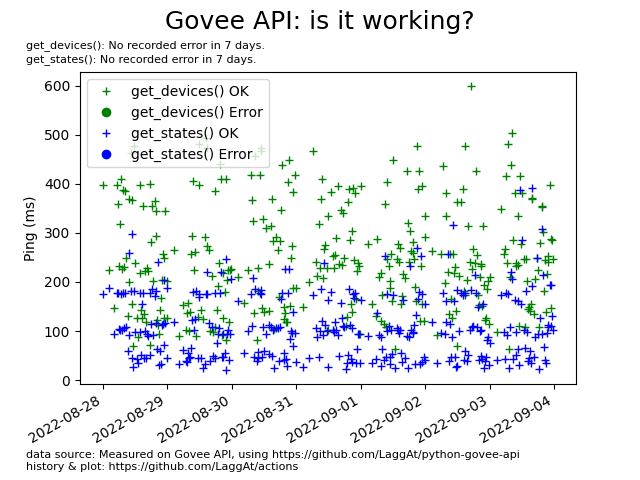 Govee API: is it working?
get_devices(): No recorded error in 7 days.
get_states(): No recorded error in 7 days.
get_devices() OK
get_devices() Error
get_states() OK
get_states() Error
Ping (ms)
600
500
400
300
200
100
0
2022-08-28
2022-08-29
2022-08-30
2022-08-31
2022-09-01
2022-09-02
2022-09-03
2022-09-04
data source: Measured on Govee API, using https://github.com/LaggAt/python-govee-api
history & plot: https://github.com/LaggAt/actions